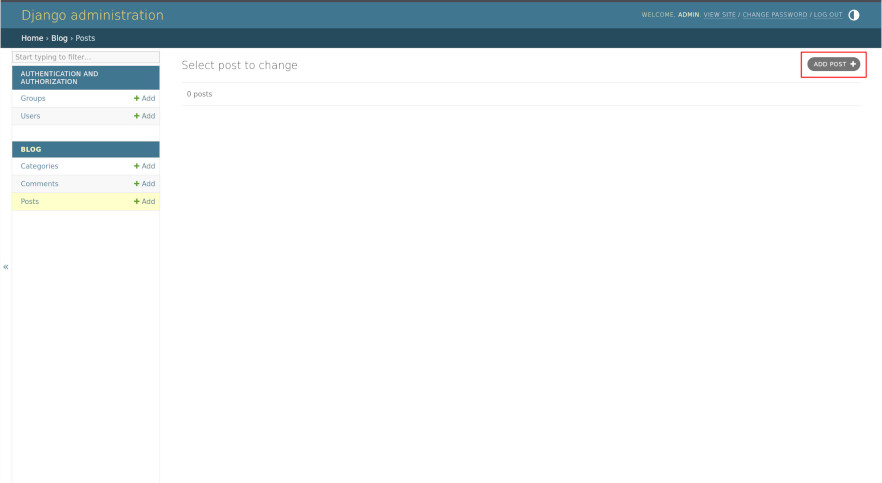 Django administration
WELCOME, ADMIN. VIEW SITE / CHANGE PASSWORD / LOG OUT
Home › Blog › Posts
Start typing to filter...
AUTHENTICATION AND
AUTHORIZATION
Groups + Add
Users + Add
BLOG
Categories + Add
Comments + Add
Posts + Add
«
Select post to change
ADD POST +
0 posts